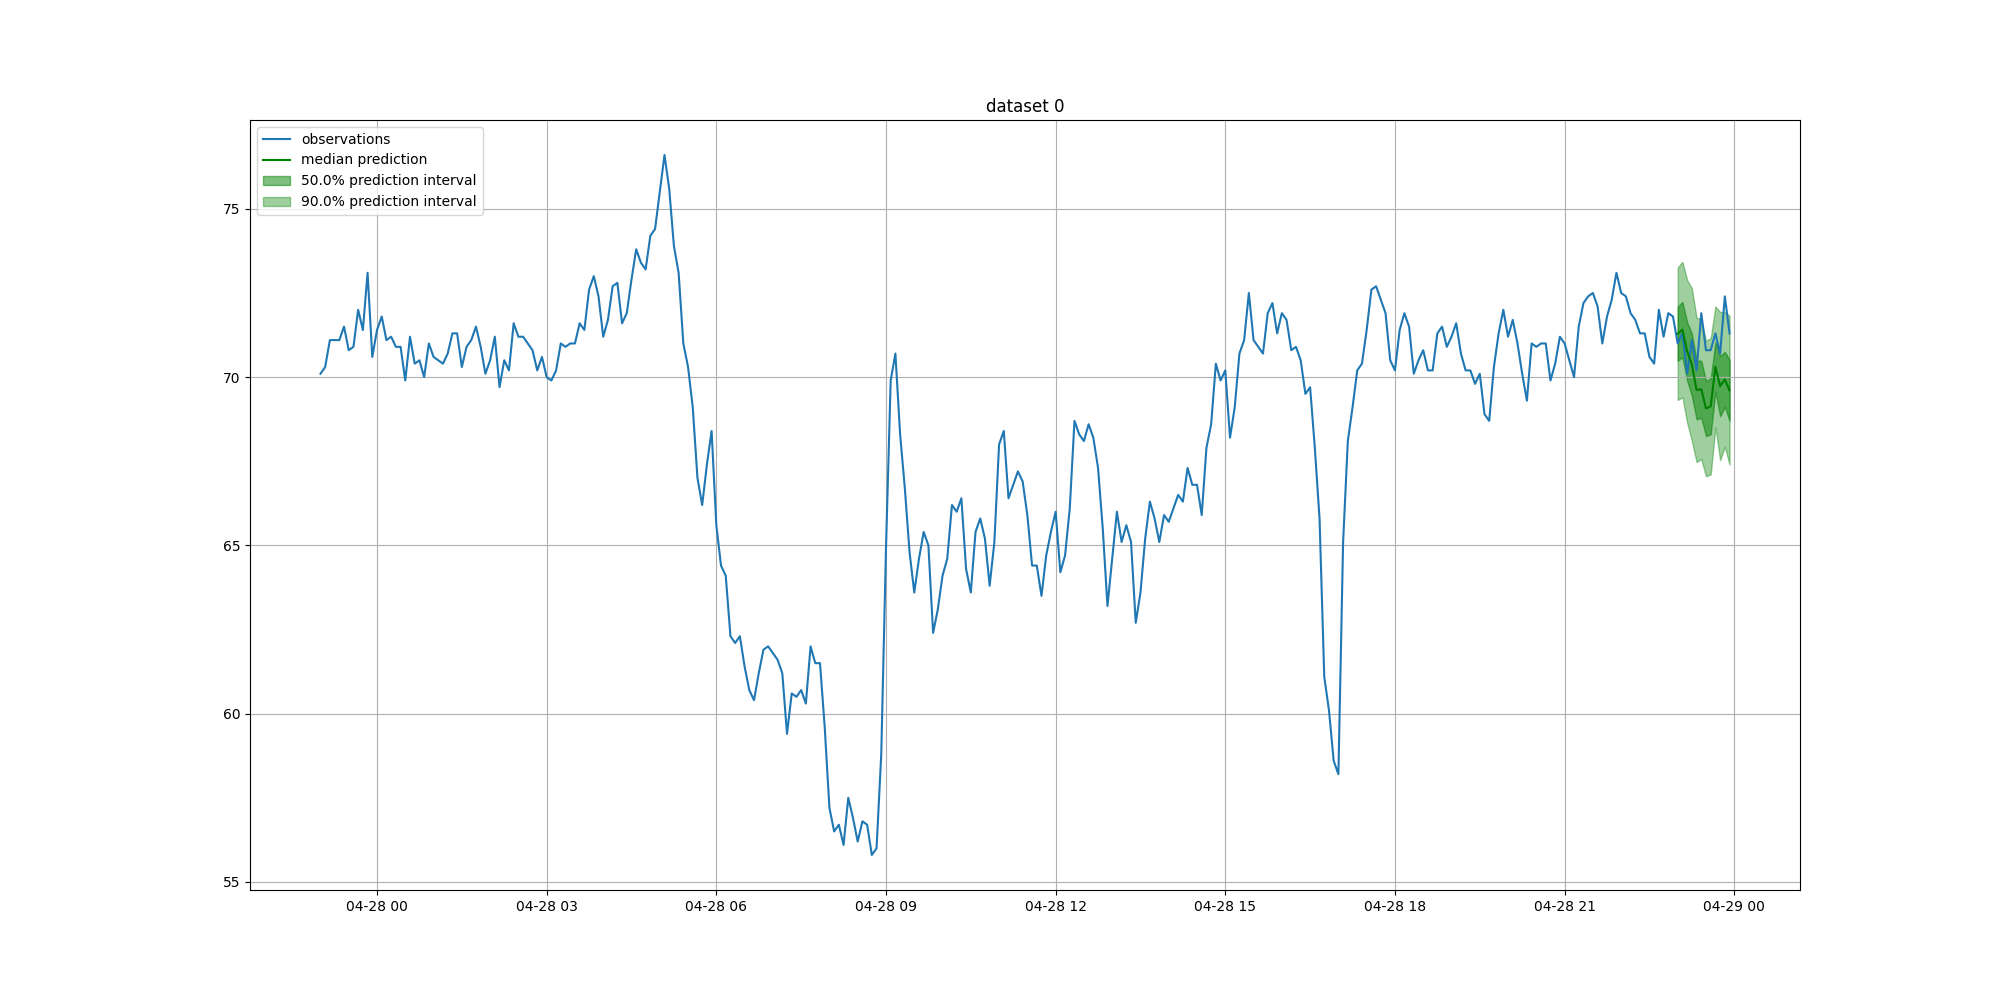 dataset 0
observations
median prediction
50.0% prediction interval
90.0% prediction interval
75
70
65
60
55
04-28 00
04-28 03
04-28 06
04-28 09
04-28 12
04-28 15
04-28 18
04-28 21
04-29 00